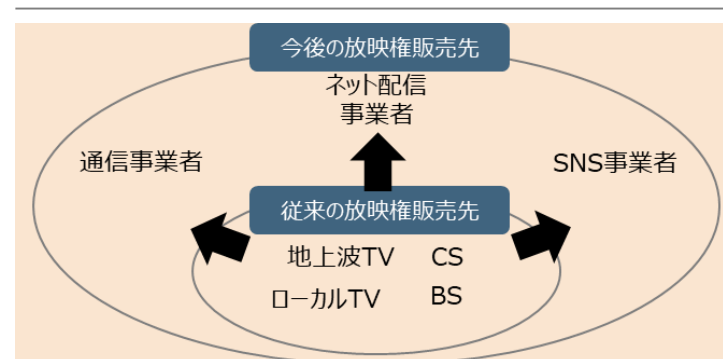 今後の放映権販売先
ネット配信
事業者
通信事業者
SNS事業者
従来の放映権販売先
地上波TV CS
ローカルTV BS